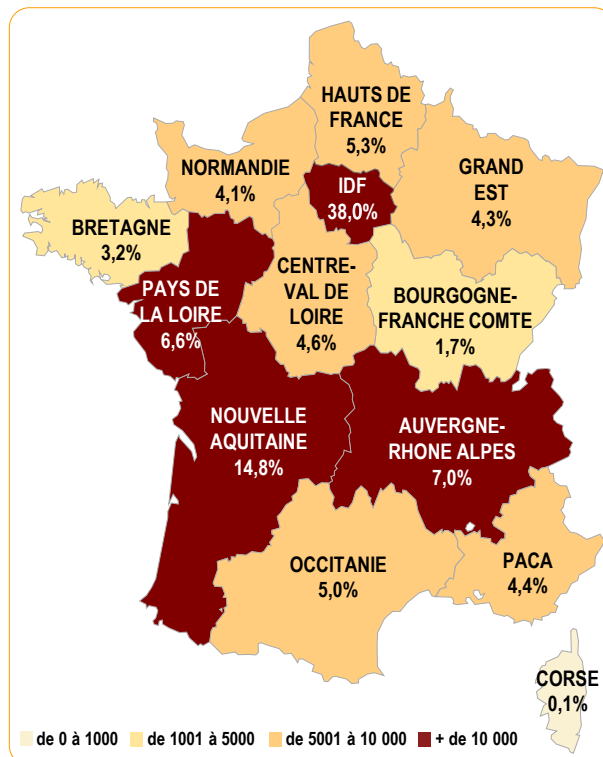 HAUTS DE
FRANCE
5,3%
NORMANDIE
4,1%
IDF
38,0%
GRAND
EST
4,3%
BRETAGNE
3,2%
PAYS DE
LA LOIRE
6,6%
CENTRE-
VAL DE
LOIRE
4,6%
BOURGOGNE-
FRANCHE COMTE
1,7%
NOUVELLE
AQUITAINE
14,8%
AUVERGNE-
RHONE ALPES
7,0%
OCCITANIE
5,0%
PACA
4,4%
CORSE
0,1%
de 0 à 1000
de 1001 à 5000
de 5001 à 10 000
+ de 10 000